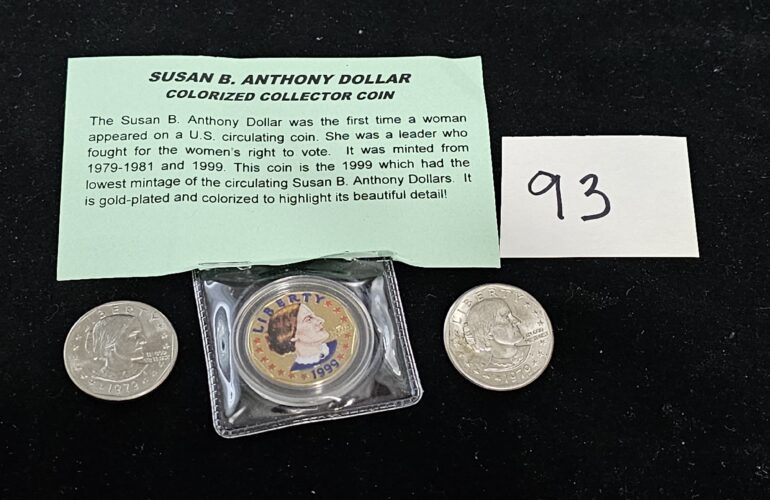 SUSAN B. ANTHONY DOLLAR
COLORIZED COLLECTOR COIN
The Susan B. Anthony Dollar was the first time a woman
appeared on a U.S. circulating coin. She was a leader who
fought for the women's right to vote. It was minted from
1979-1981 and 1999. This coin is the 1999 which had the
lowest mintage of the circulating Susan B. Anthony Dollars. It
is gold-plated and colorized to highlight its beautiful detail!
93
LIBERTY
1979
LIBERTY
1999
LIBERTY
1979